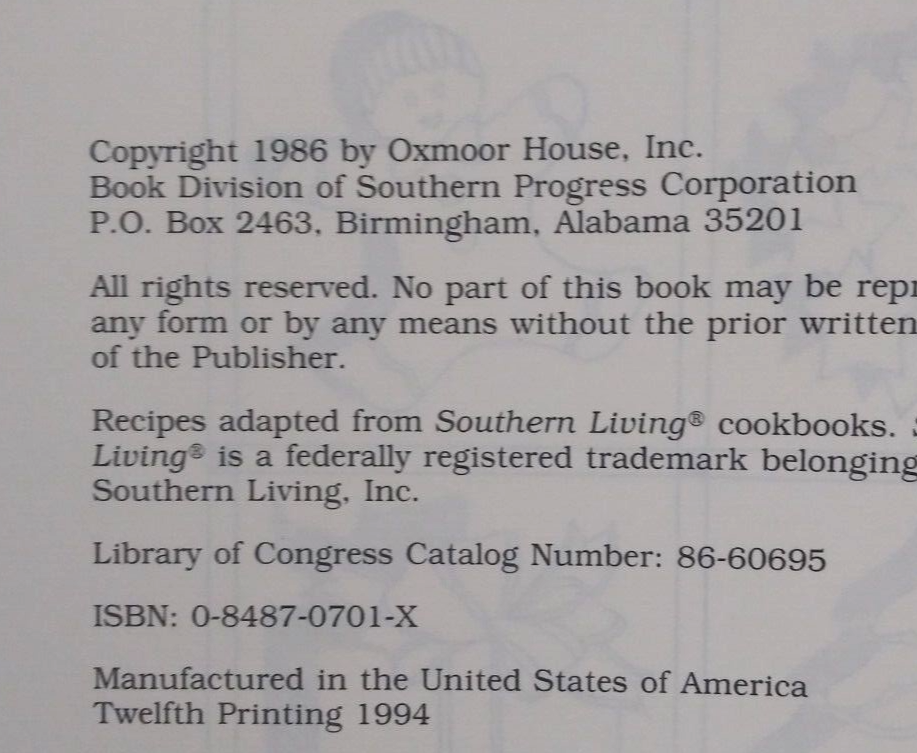 Copyright 1986 by Oxmoor House, Inc.
Book Division of Southern Progress Corporation
P.O. Box 2463, Birmingham, Alabama 35201
All rights reserved. No part of this book may be repr
any form or by any means without the prior written
of the Publisher.
Recipes adapted from Southern Living® cookbooks.
Living® is a federally registered trademark belonging
Southern Living, Inc.
Library of Congress Catalog Number: 86-60695
ISBN: 0-8487-0701-X
Manufactured in the United States of America
Twelfth Printing 1994